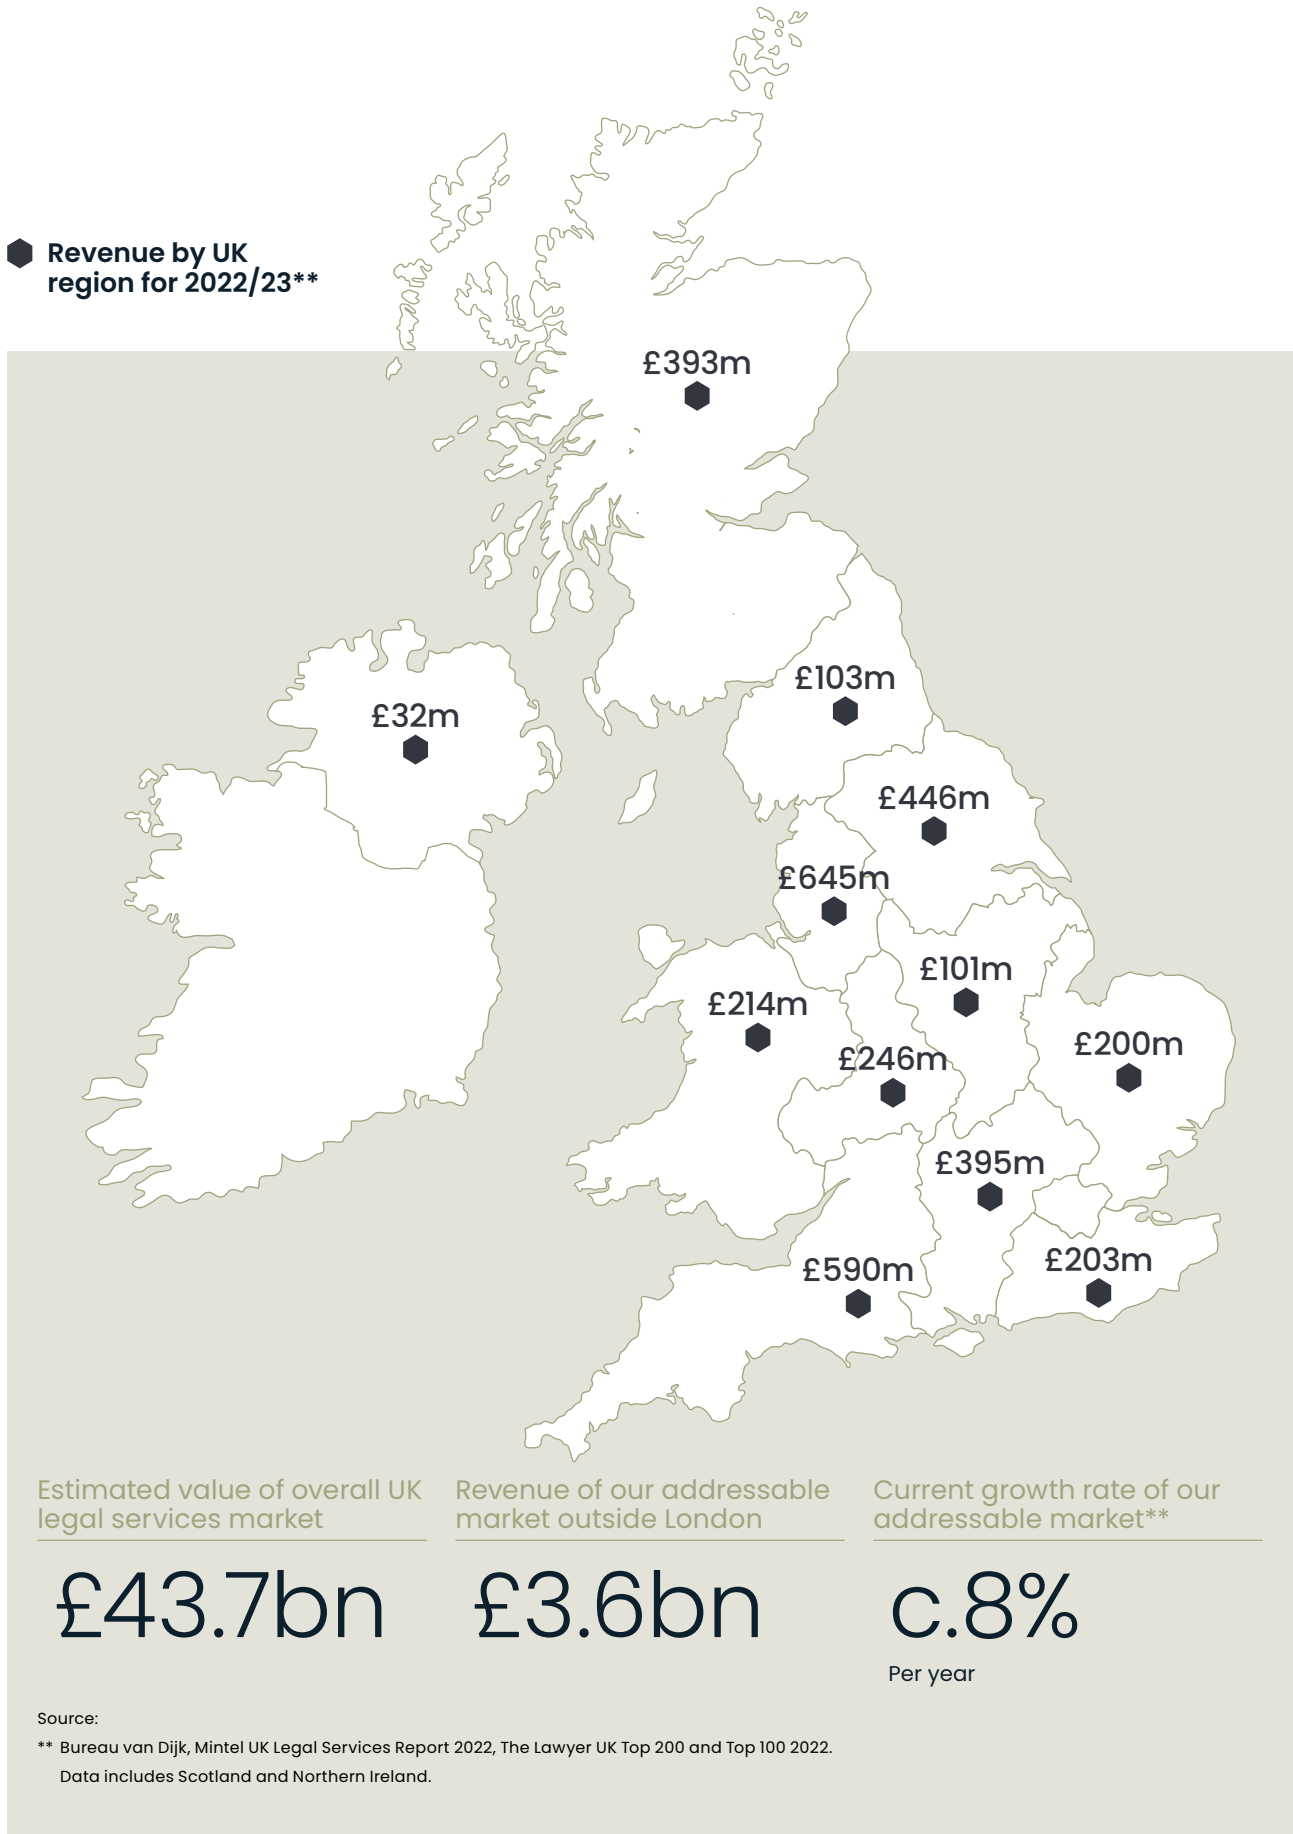 Revenue by UK
region for 2022/23**
£393m
£103m
£32m
£446m
£645m
£101m
£214m
£200m
£246m
£395m
£203m
£590m
Estimated value of overall UK
legal services market
£43.7bn
Revenue of our addressable
market outside London
£3.6bn
Current growth rate of our
addressable market**
c.8%
Per year
Source:
** Bureau van Dijk, Mintel UK Legal Services Report 2022, The Lawyer UK Top 200 and Top 100 2022.
Data includes Scotland and Northern Ireland.